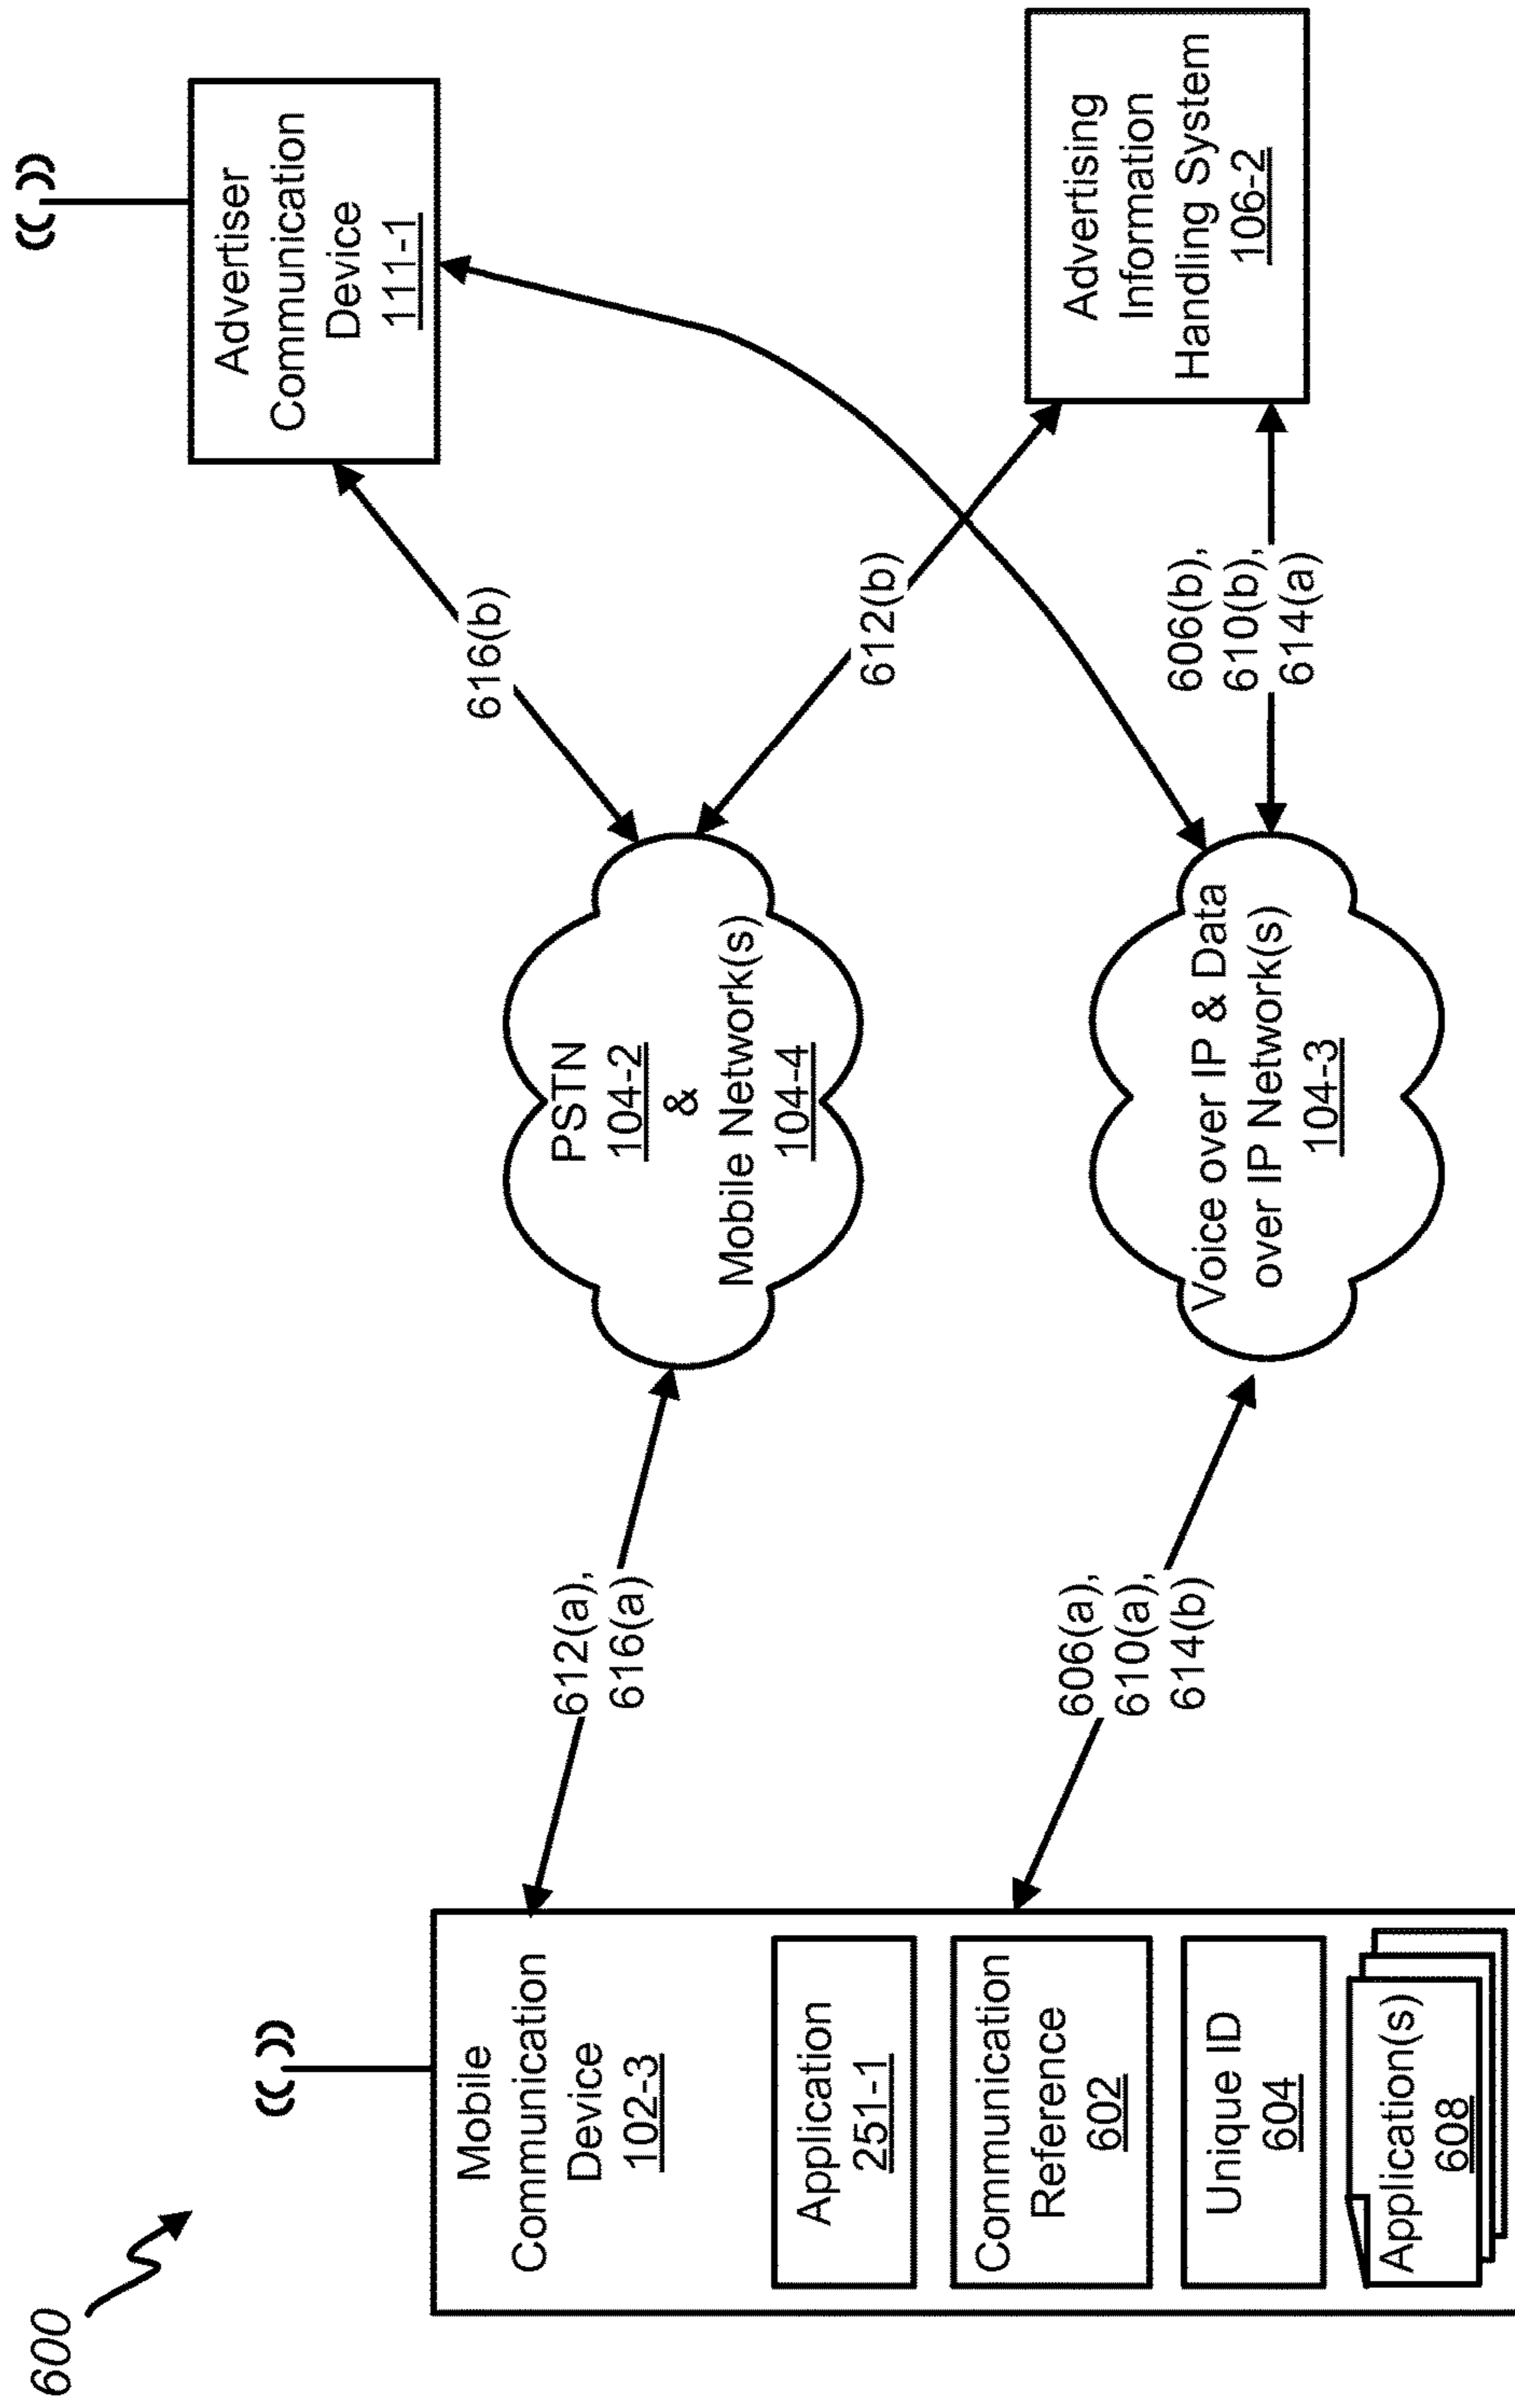 600
Mobile
Communication
Device
102-3
Application
251-1
Communication
Reference
602
Unique ID
604
Application(s)
608
612(a),
616(a)
606(a),
610(a),
614(b)
PSTN
104-2
&
Mobile Network(s)
104-4
Voice over IP & Data
over IP Network(s)
104-3
616(b)
612(b)
606(b),
610(b),
614(a)
Advertiser
Communication
Device
111-1
Advertising
Information
Handling System
106-2